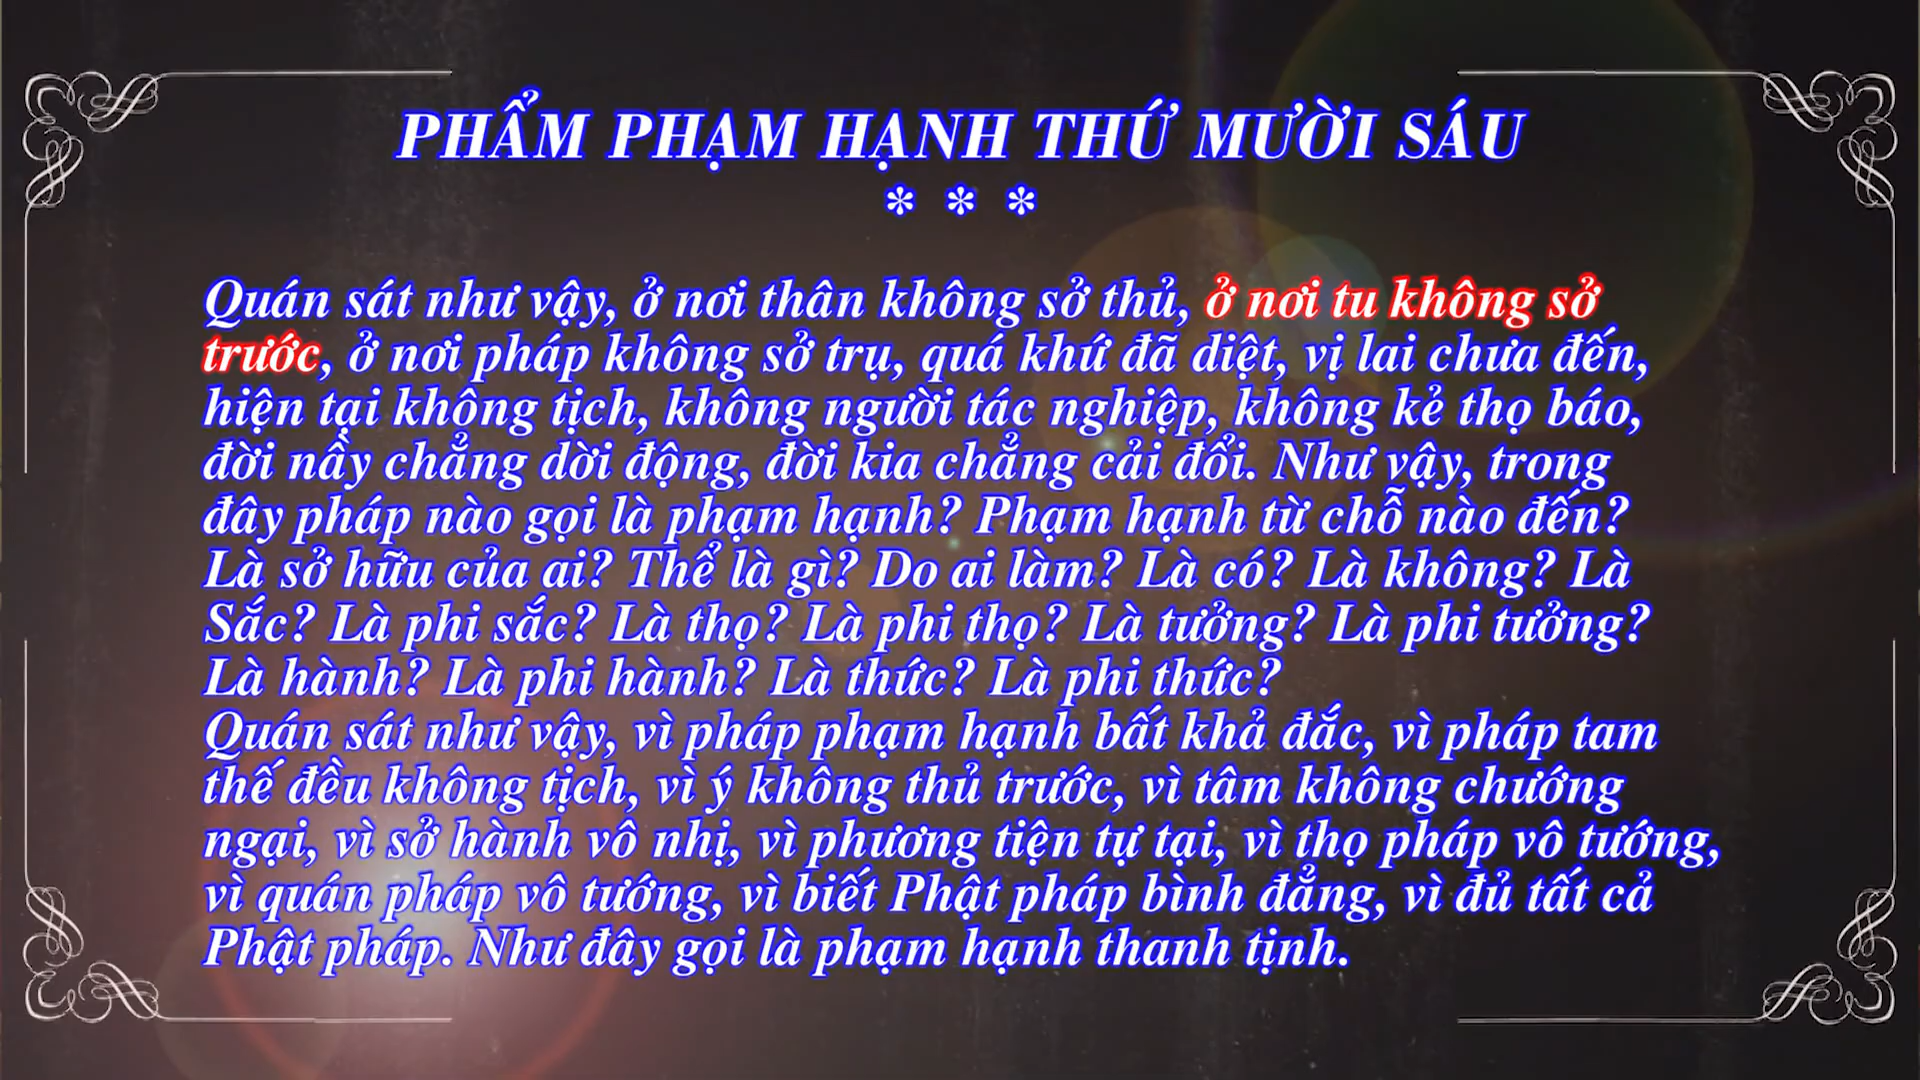 PHẨM PHẠM HẠNH THỨ MƯỜI SÁU
* * *
Quán sát như vậy, ở nơi thân không sở thủ, ở nơi tu không sở
trước, ở nơi pháp không sở trụ, quá khứ đã diệt, vị lai chưa đến,
hiện tại không tịch, không người tác nghiệp, không kẻ thọ báo,
đời nầy chẳng dời động, đời kia chẳng cải đổi. Như vậy, trong
đây pháp nào gọi là phạm hạnh? Phạm hạnh từ chỗ nào đến?
Là sở hữu của ai? Thể là gì? Do ai làm? Là có? Là không? Là
Sắc? Là phi sắc? Là thọ? Là phi thọ? Là tưởng? Là phi tưởng?
Là hành? Là phi hành? Là thức? Là phi thức?
Quán sát như vậy, vì pháp phạm hạnh bất khả đắc, vì pháp tam
thế đều không tịch, vì ý không thủ trước, vì tâm không chướng
ngại, vì sở hành vô nhị, vì phương tiện tự tại, vì thọ pháp vô tướng,
vì quán pháp vô tướng, vì biết Phật pháp bình đẳng, vì đủ tất cả
Phật pháp. Như đây gọi là phạm hạnh thanh tịnh.